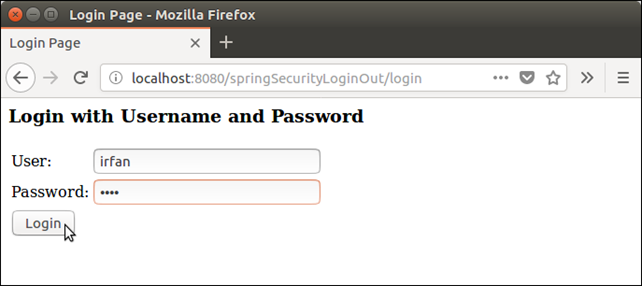 Login Page - Mozilla Firefox
Login Page
localhost:8080/springSecurityLoginOut/login
Login with Username and Password
User: irfan
Password: ••••
Login